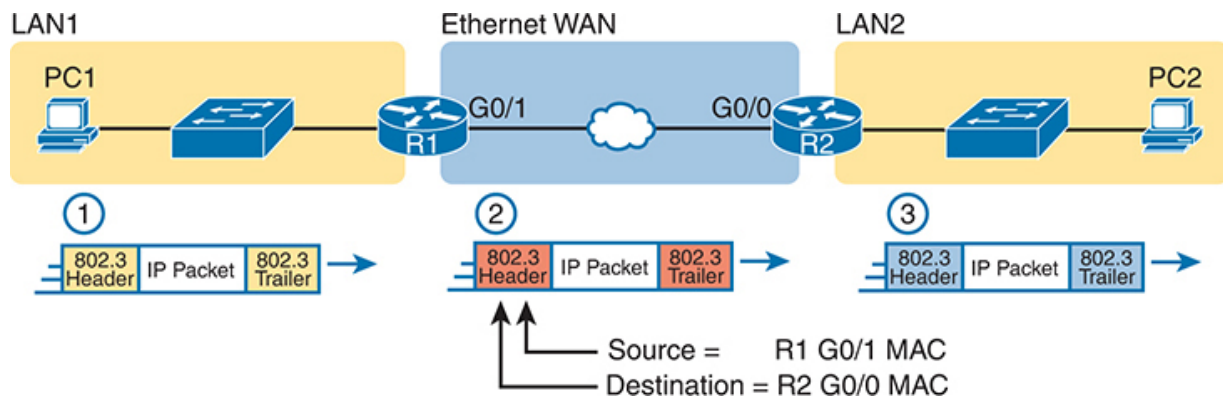 LAN1
Ethernet WAN
LAN2
PC1
G0/1
G0/0
PC2
R1
R2
1
2
3
802.3 Header
IP Packet
802.3 Trailer
802.3 Header
IP Packet
802.3 Trailer
802.3 Header
IP Packet
802.3 Trailer
Source = R1 G0/1 MAC
Destination = R2 G0/0 MAC